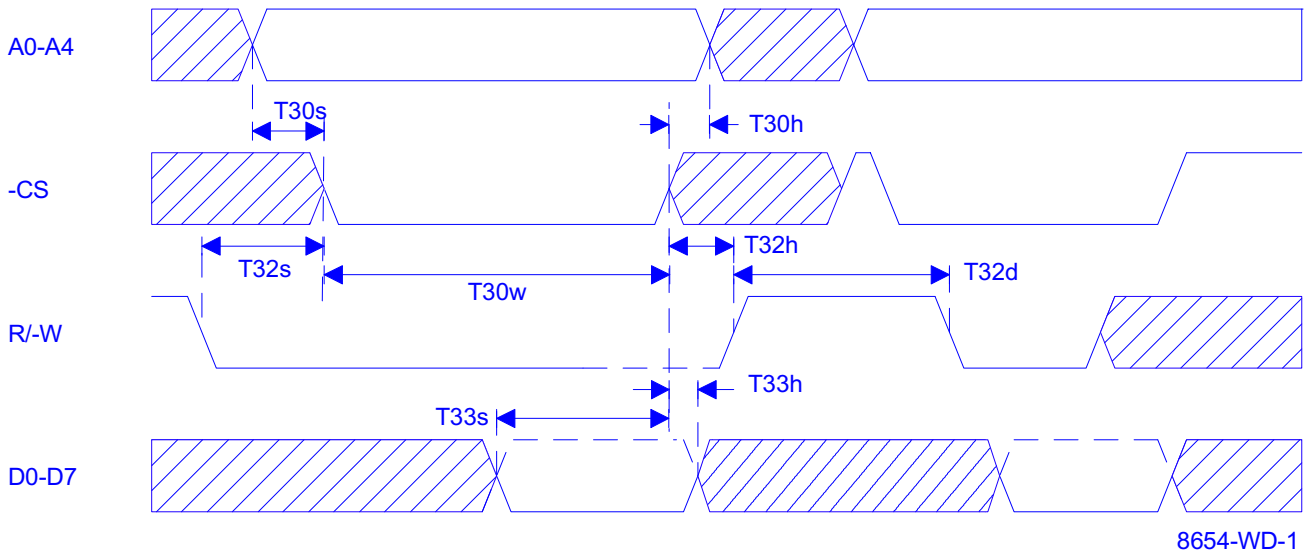 A0-A4
T30s
T30h
-CS
T32s
T30w
T32h
T32d
R/-W
T33s
T33h
D0-D7
8654-WD-1